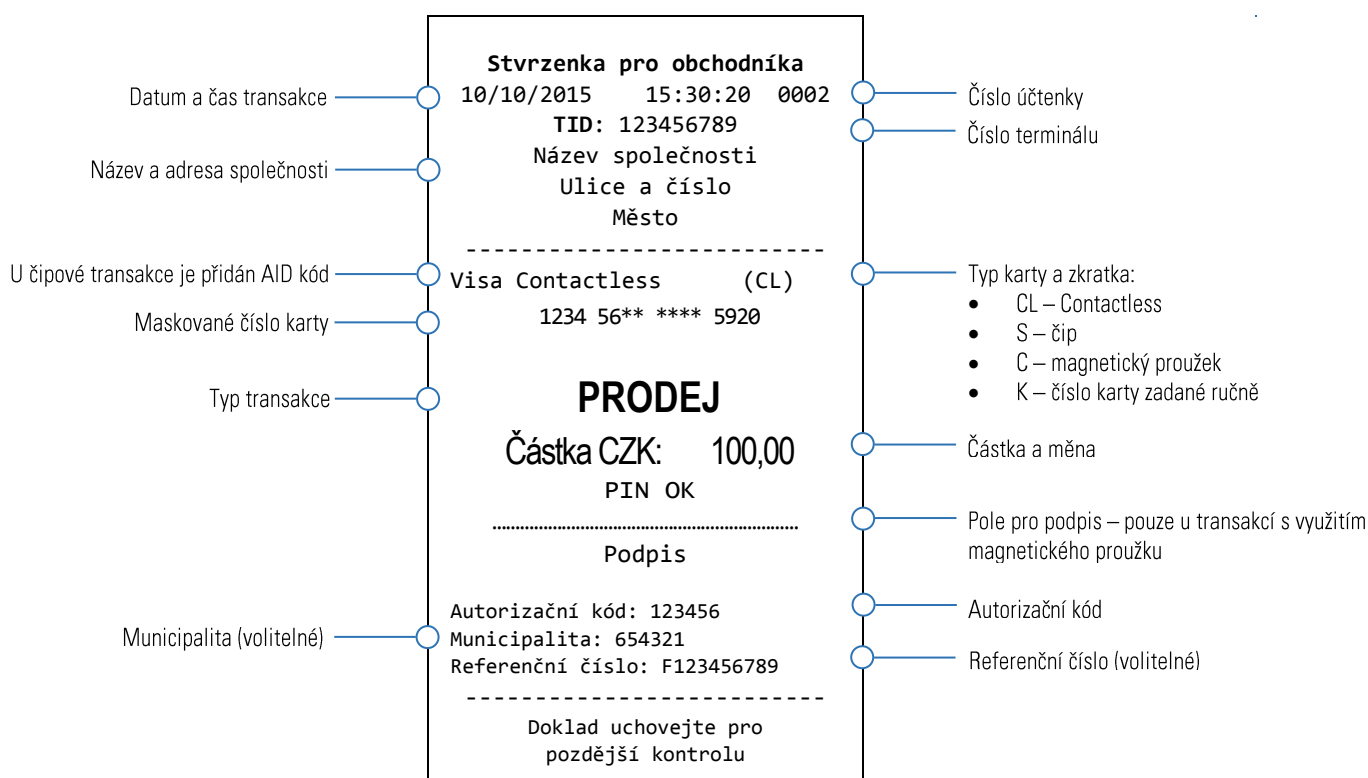 Stvrzenka pro obchodníka
Datum a čas transakce
10/10/2015 15:30:20 0002
Číslo účtenky
TID: 123456789
Číslo terminálu
Název a adresa společnosti
Název společnosti
Ulice a číslo
Město
---------------------------
U čipové transakce je přidán AID kód
Visa Contactless (CL)
Typ karty a zkratka:
• CL – Contactless
• S – čip
• C – magnetický proužek
• K – číslo karty zadané ručně
Maskované číslo karty
1234 56** **** 5920
Typ transakce
PRODEJ
Částka CZK: 100,00
Částka a měna
PIN OK
Pole pro podpis – pouze u transakcí s využitím
magnetického proužku
Podpis
Autorizační kód: 123456
Autorizační kód
Municipalita (volitelné)
Municipalita: 654321
Referenční číslo: F123456789
Referenční číslo (volitelné)
---------------------------
Doklad uchovejte pro
pozdější kontrolu